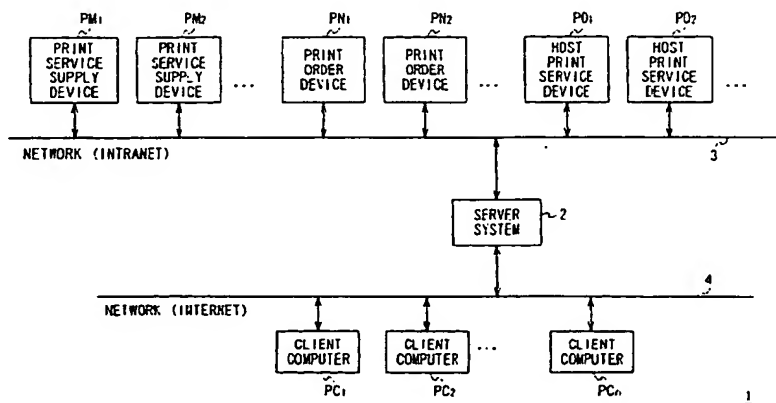 PM1 PM2 PN1 PN2 PO1 PO2
PRINT SERVICE SUPPLY DEVICE
PRINT SERVICE SUPPLY DEVICE
...
PRINT ORDER DEVICE
PRINT ORDER DEVICE
...
HOST PRINT SERVICE DEVICE
HOST PRINT SERVICE DEVICE
...
NETWORK (INTRANET)
3
SERVER SYSTEM
2
4
NETWORK (INTERNET)
CLIENT COMPUTER
CLIENT COMPUTER
...
CLIENT COMPUTER
PC1 PC2 PCn
1